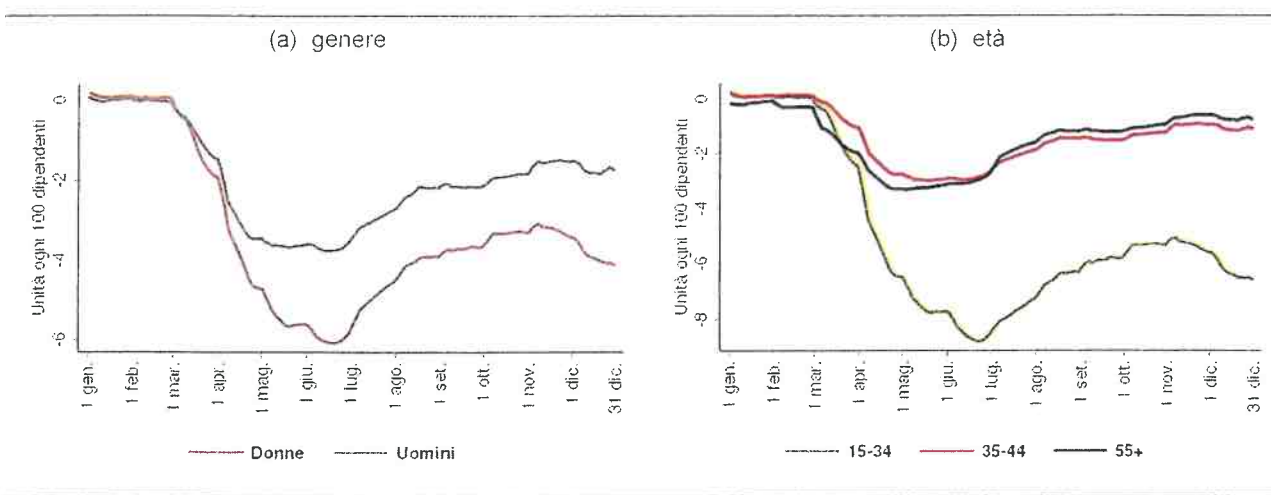 (a) genere
Unità ogni 100 dipendenti
0
-2
-4
-6
1 gen.
1 feb.
1 mar.
1 apr.
1 mag.
1 giu.
1 lug.
1 ago.
1 set.
1 ott.
1 nov.
1 dic.
31 dic.
Donne Uomini
(b) età
Unità ogni 100 dipendenti
0
-2
-4
-6
-8
1 gen.
1 feb.
1 mar.
1 apr.
1 mag.
1 giu.
1 lug.
1 ago.
1 set.
1 ott.
1 nov.
1 dic.
31 dic.
15-34 35-44 55+